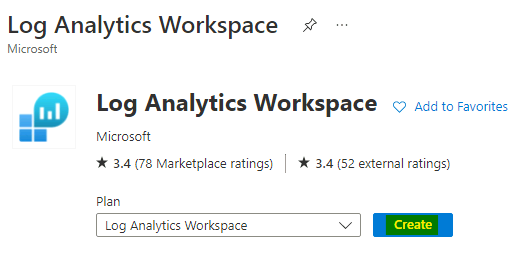 Log Analytics Workspace
Microsoft
Log Analytics Workspace Add to Favorites
Microsoft
★ 3.4 (78 Marketplace ratings) ★ 3.4 (52 external ratings)
Plan
Log Analytics Workspace Create